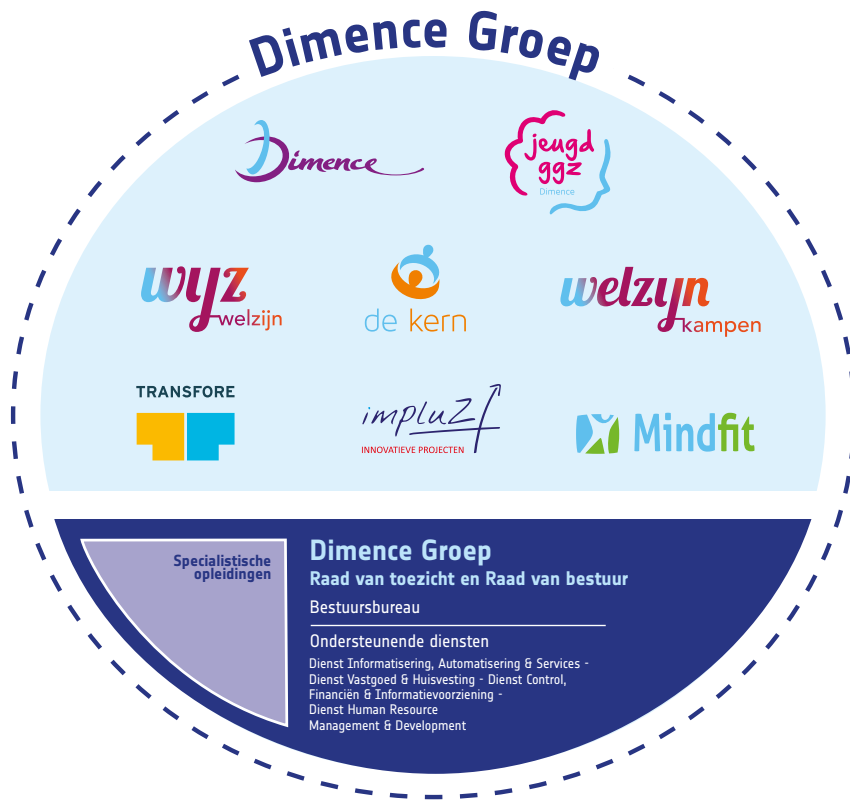 Dimence Groep
Dimence
jeugd
ggz
Dimence
wyz
welzijn
de kern
welzyn
kampen
TRANSFORE
impluz
INNOVATIEVE PROJECTEN
Mindfit
Specialistische
opleidingen
Dimence Groep
Raad van toezicht en Raad van bestuur
Bestuursbureau
Ondersteunende diensten
Dienst Informatisering, Automatisering & Services -
Dienst Vastgoed & Huisvesting - Dienst Control,
Financiën & Informatievoorziening -
Dienst Human Resource
Management & Development